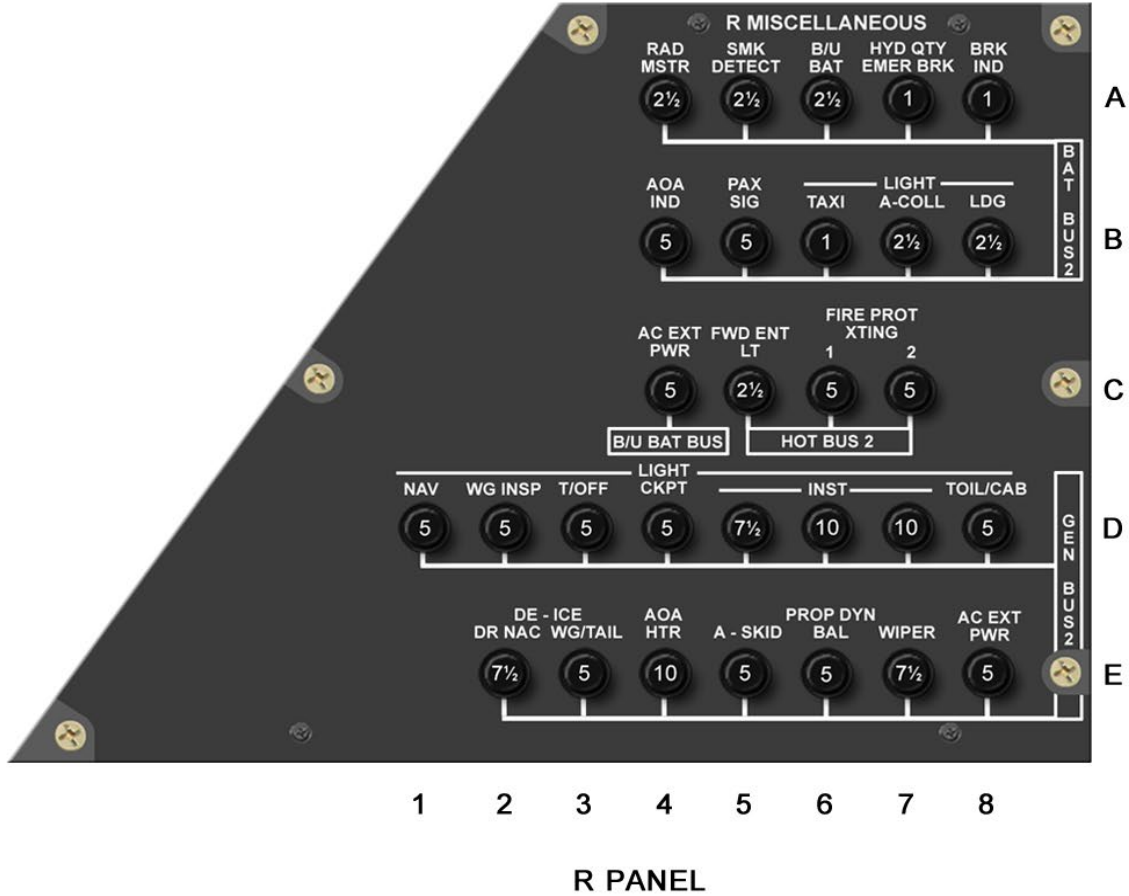 R MISCELLANEOUS
RAD MSTR SMK DETECT B/U BAT HYD QTY EMER BRK BRK IND
2½ 2½ 2½ 1 1 A
BAT BUS 2
LIGHT
AOA IND PAX SIG TAXI A-COLL LDG
5 5 1 2½ 2½ B
FIRE PROT XTING
AC EXT PWR FWD ENT LT 1 2
5 2½ 5 5 C
B/U BAT BUS HOT BUS 2
LIGHT
NAV WG INSP T/OFF CKPT INST TOIL/CAB
5 5 5 5 7½ 10 10 5 D
GEN BUS 2
DE - ICE
DR NAC WG/TAIL AOA HTR A - SKID PROP DYN BAL WIPER AC EXT PWR
7½ 5 10 5 5 7½ 5 E
1 2 3 4 5 6 7 8
R PANEL